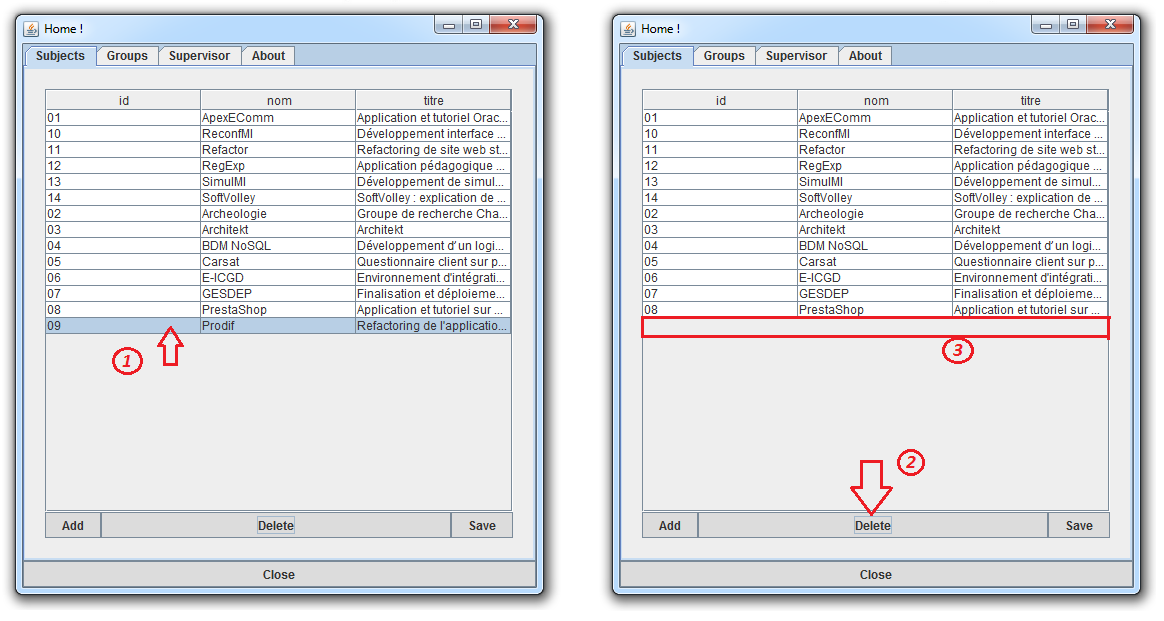 Home !
Subjects Groups Supervisor About
id nom titre
01 ApexEComm Application et tutoriel Orac...
10 ReconfMI Développement interface ...
11 Refactor Refactoring de site web st...
12 RegExp Application pédagogique ...
13 SimulMI Développement de simul...
14 SoftVolley SoftVolley : explication de ...
02 Archeologie Groupe de recherche Cha...
03 Architekt Architekt
04 BDM NoSQL Développement d'un logi...
05 Carsat Questionnaire client sur p...
06 E-ICGD Environnement d'intégrati...
07 GESDEP Finalisation et déploieme...
08 PrestaShop Application et tutoriel sur ...
09 Prodif Refactoring de l'applicatio...
1
Add Delete Save
Close
Home !
Subjects Groups Supervisor About
id nom titre
01 ApexEComm Application et tutoriel Orac...
10 ReconfMI Développement interface ...
11 Refactor Refactoring de site web st...
12 RegExp Application pédagogique ...
13 SimulMI Développement de simul...
14 SoftVolley SoftVolley : explication de ...
02 Archeologie Groupe de recherche Cha...
03 Architekt Architekt
04 BDM NoSQL Développement d'un logi...
05 Carsat Questionnaire client sur p...
06 E-ICGD Environnement d'intégrati...
07 GESDEP Finalisation et déploieme...
08 PrestaShop Application et tutoriel sur ...
3
2
Add Delete Save
Close